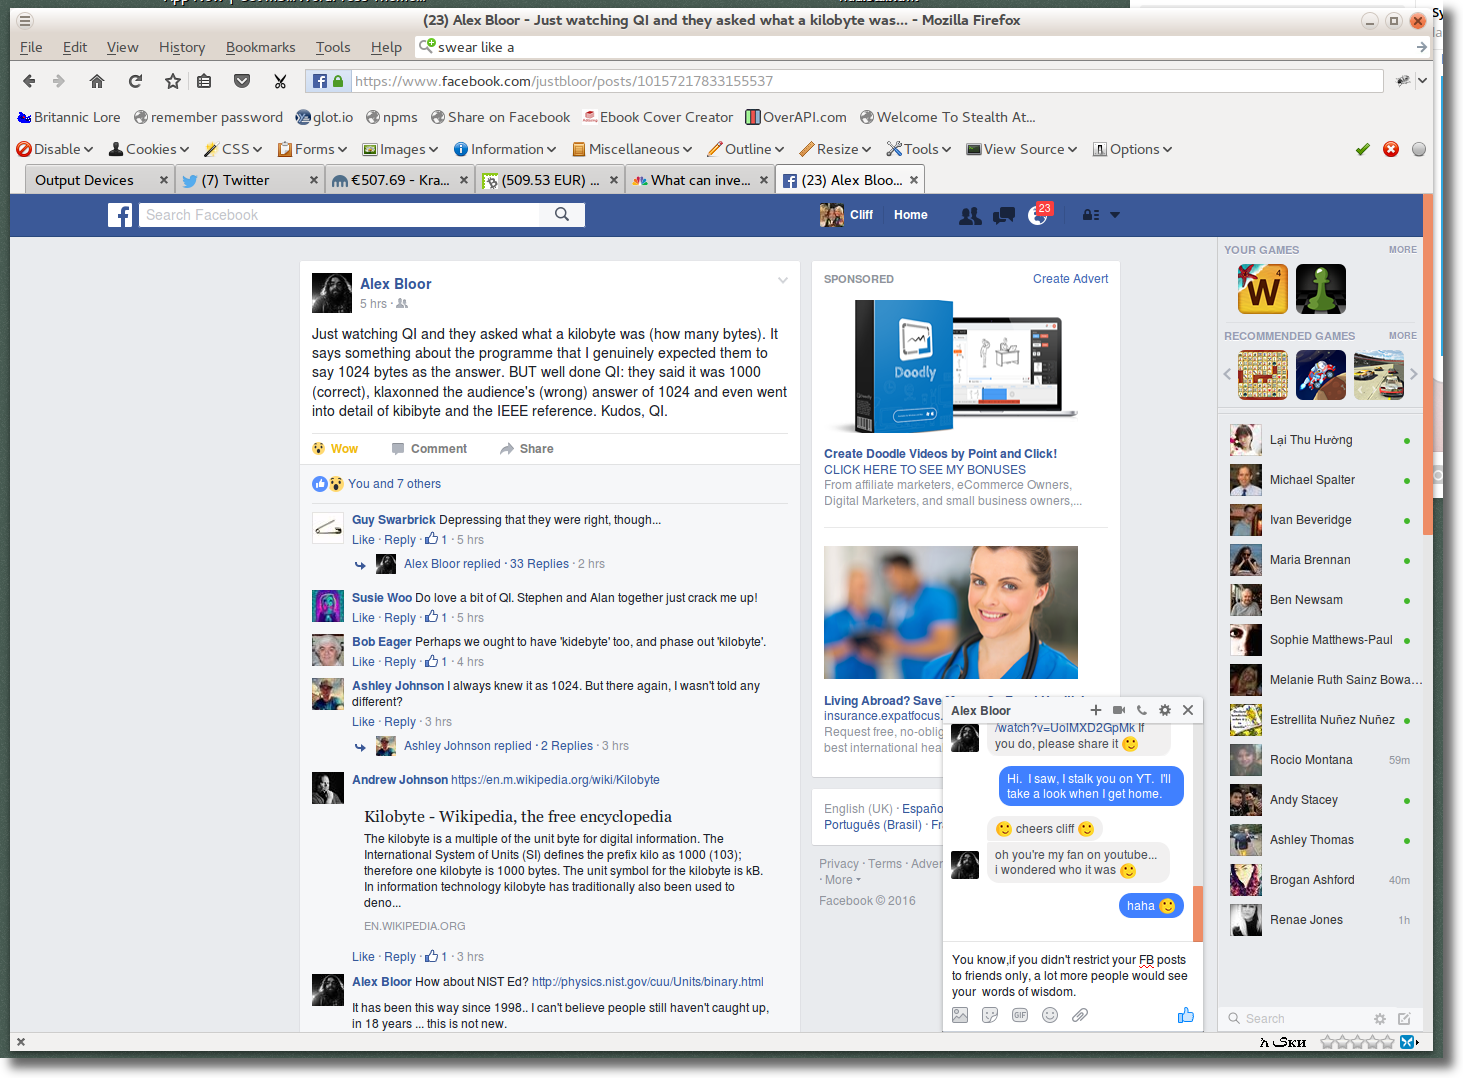 (23) Alex Bloor - Just watching QI and they asked what a kilobyte was... - Mozilla Firefox
File Edit View History Bookmarks Tools Help swear like a
https://www.facebook.com/justbloor/posts/10157217833155537
Britannic Lore remember password glot.io npms Share on Facebook Ebook Cover Creator OverAPI.com Welcome To Stealth At...
Disable Cookies CSS Forms Images Information Miscellaneous Outline Resize Tools View Source Options
Output Devices (7) Twitter €507.69 - Kra... (509.53 EUR) ... What can inve... (23) Alex Bloo...
Search Facebook Cliff Home 23
Alex Bloor
5 hrs ·
Just watching QI and they asked what a kilobyte was (how many bytes). It
says something about the programme that I genuinely expected them to
say 1024 bytes as the answer. BUT well done QI: they said it was 1000
(correct), klaxonned the audience's (wrong) answer of 1024 and even went
into detail of kibibyte and the IEEE reference. Kudos, QI.
Wow Comment Share
You and 7 others
Guy Swarbrick Depressing that they were right, though...
Like · Reply · 1 · 5 hrs
Alex Bloor replied · 33 Replies · 2 hrs
Susie Woo Do love a bit of QI. Stephen and Alan together just crack me up!
Like · Reply · 1 · 5 hrs
Bob Eager Perhaps we ought to have 'kidebyte' too, and phase out 'kilobyte'.
Like · Reply · 1 · 4 hrs
Ashley Johnson I always knew it as 1024. But there again, I wasn't told any
different?
Like · Reply · 3 hrs
Ashley Johnson replied · 2 Replies · 3 hrs
Andrew Johnson https://en.m.wikipedia.org/wiki/Kilobyte
Kilobyte - Wikipedia, the free encyclopedia
The kilobyte is a multiple of the unit byte for digital information. The
International System of Units (SI) defines the prefix kilo as 1000 (103);
therefore one kilobyte is 1000 bytes. The unit symbol for the kilobyte is kB.
In information technology kilobyte has traditionally also been used to
deno...
EN.WIKIPEDIA.ORG
Like · Reply · 1 · 3 hrs
Alex Bloor How about NIST Ed? http://physics.nist.gov/cuu/Units/binary.html
It has been this way since 1998.. I can't believe people still haven't caught up,
in 18 years ... this is not new.
SPONSORED Create Advert
Doodly
Create Doodle Videos by Point and Click!
CLICK HERE TO SEE MY BONUSES
From affiliate marketers, eCommerce Owners,
Digital Marketers, and small business owners,...
Living Abroad? Save
insurance.expatfocus.
Request free, no-oblig
best international hea
English (UK) · Españo
Português (Brasil) · Fr
Privacy · Terms · Adver
· More
Facebook © 2016
Alex Bloor
/watch?v=UolMXD2GpMk If
you do, please share it
Hi. I saw, I stalk you on YT. I'll
take a look when I get home.
cheers cliff
oh you're my fan on youtube...
i wondered who it was
haha
You know,if you didn't restrict your FB posts
to friends only, a lot more people would see
your words of wisdom.
GIF
YOUR GAMES MORE
W 4
RECOMMENDED GAMES MORE
Lại Thu Hường
Michael Spalter
Ivan Beveridge
Maria Brennan
Ben Newsam
Sophie Matthews-Paul
Melanie Ruth Sainz Bowa...
Estrellita Nuñez Nuñez
Rocio Montana 59m
Andy Stacey
Ashley Thomas
Brogan Ashford 40m
Renae Jones 1h
Search